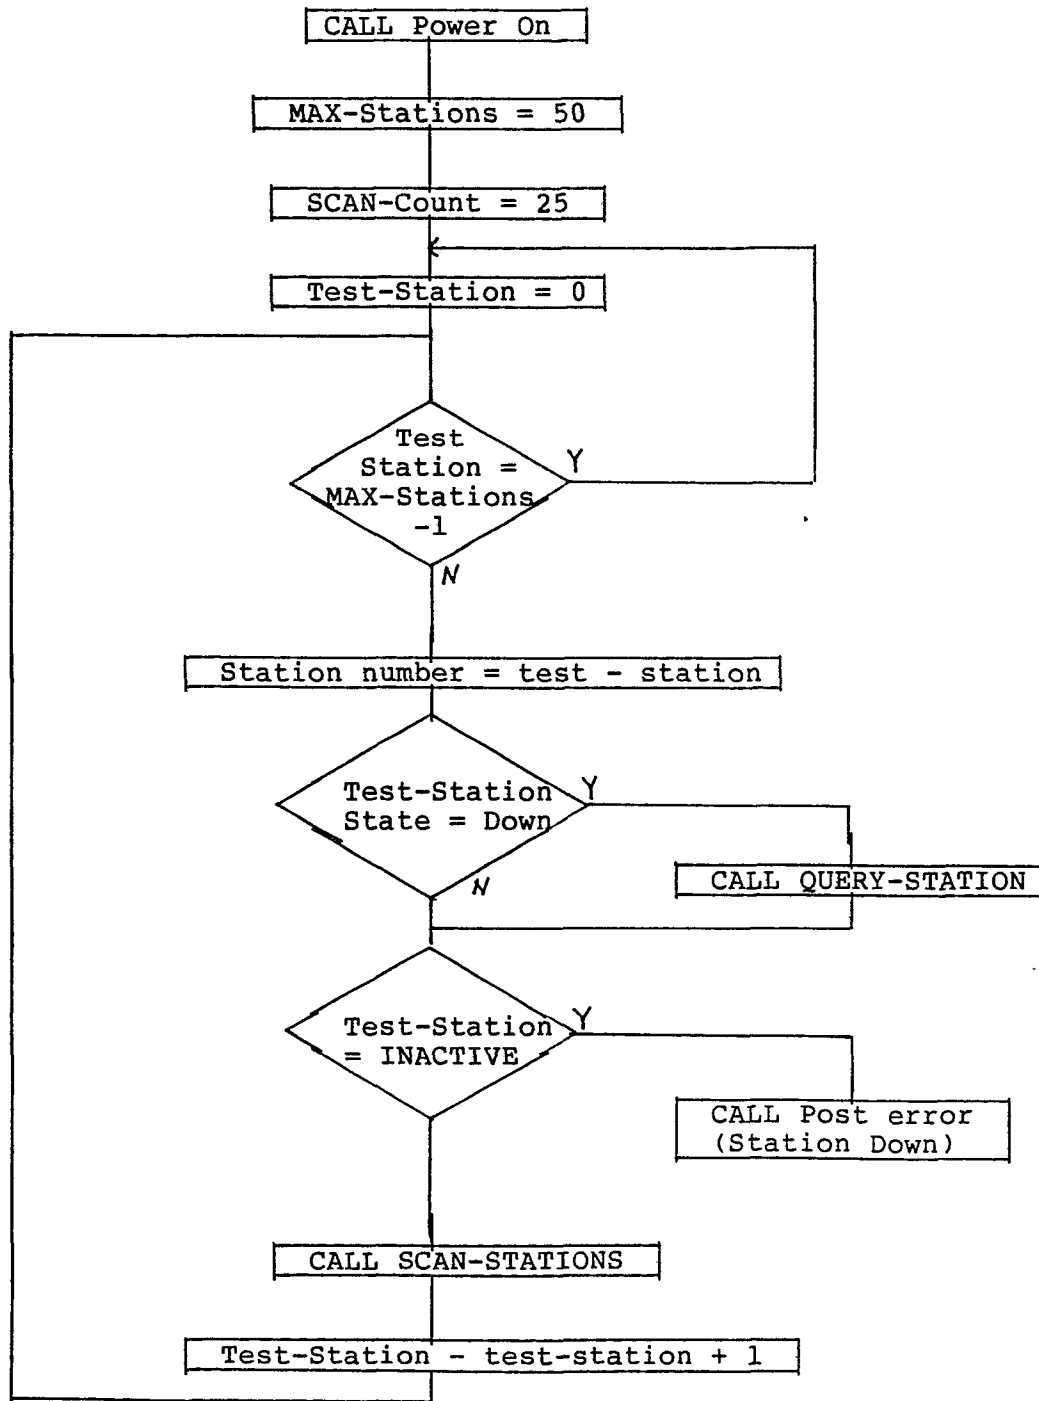 CALL Power On
MAX-Stations = 50
SCAN-Count = 25
Test-Station = 0
Test
Station =
MAX-Stations
-1
Y
N
Station number = test - station
Test-Station
State = Down
Y
N
CALL QUERY-STATION
Test-Station
= INACTIVE
Y
CALL Post error
(Station Down)
CALL SCAN-STATIONS
Test-Station - test-station + 1